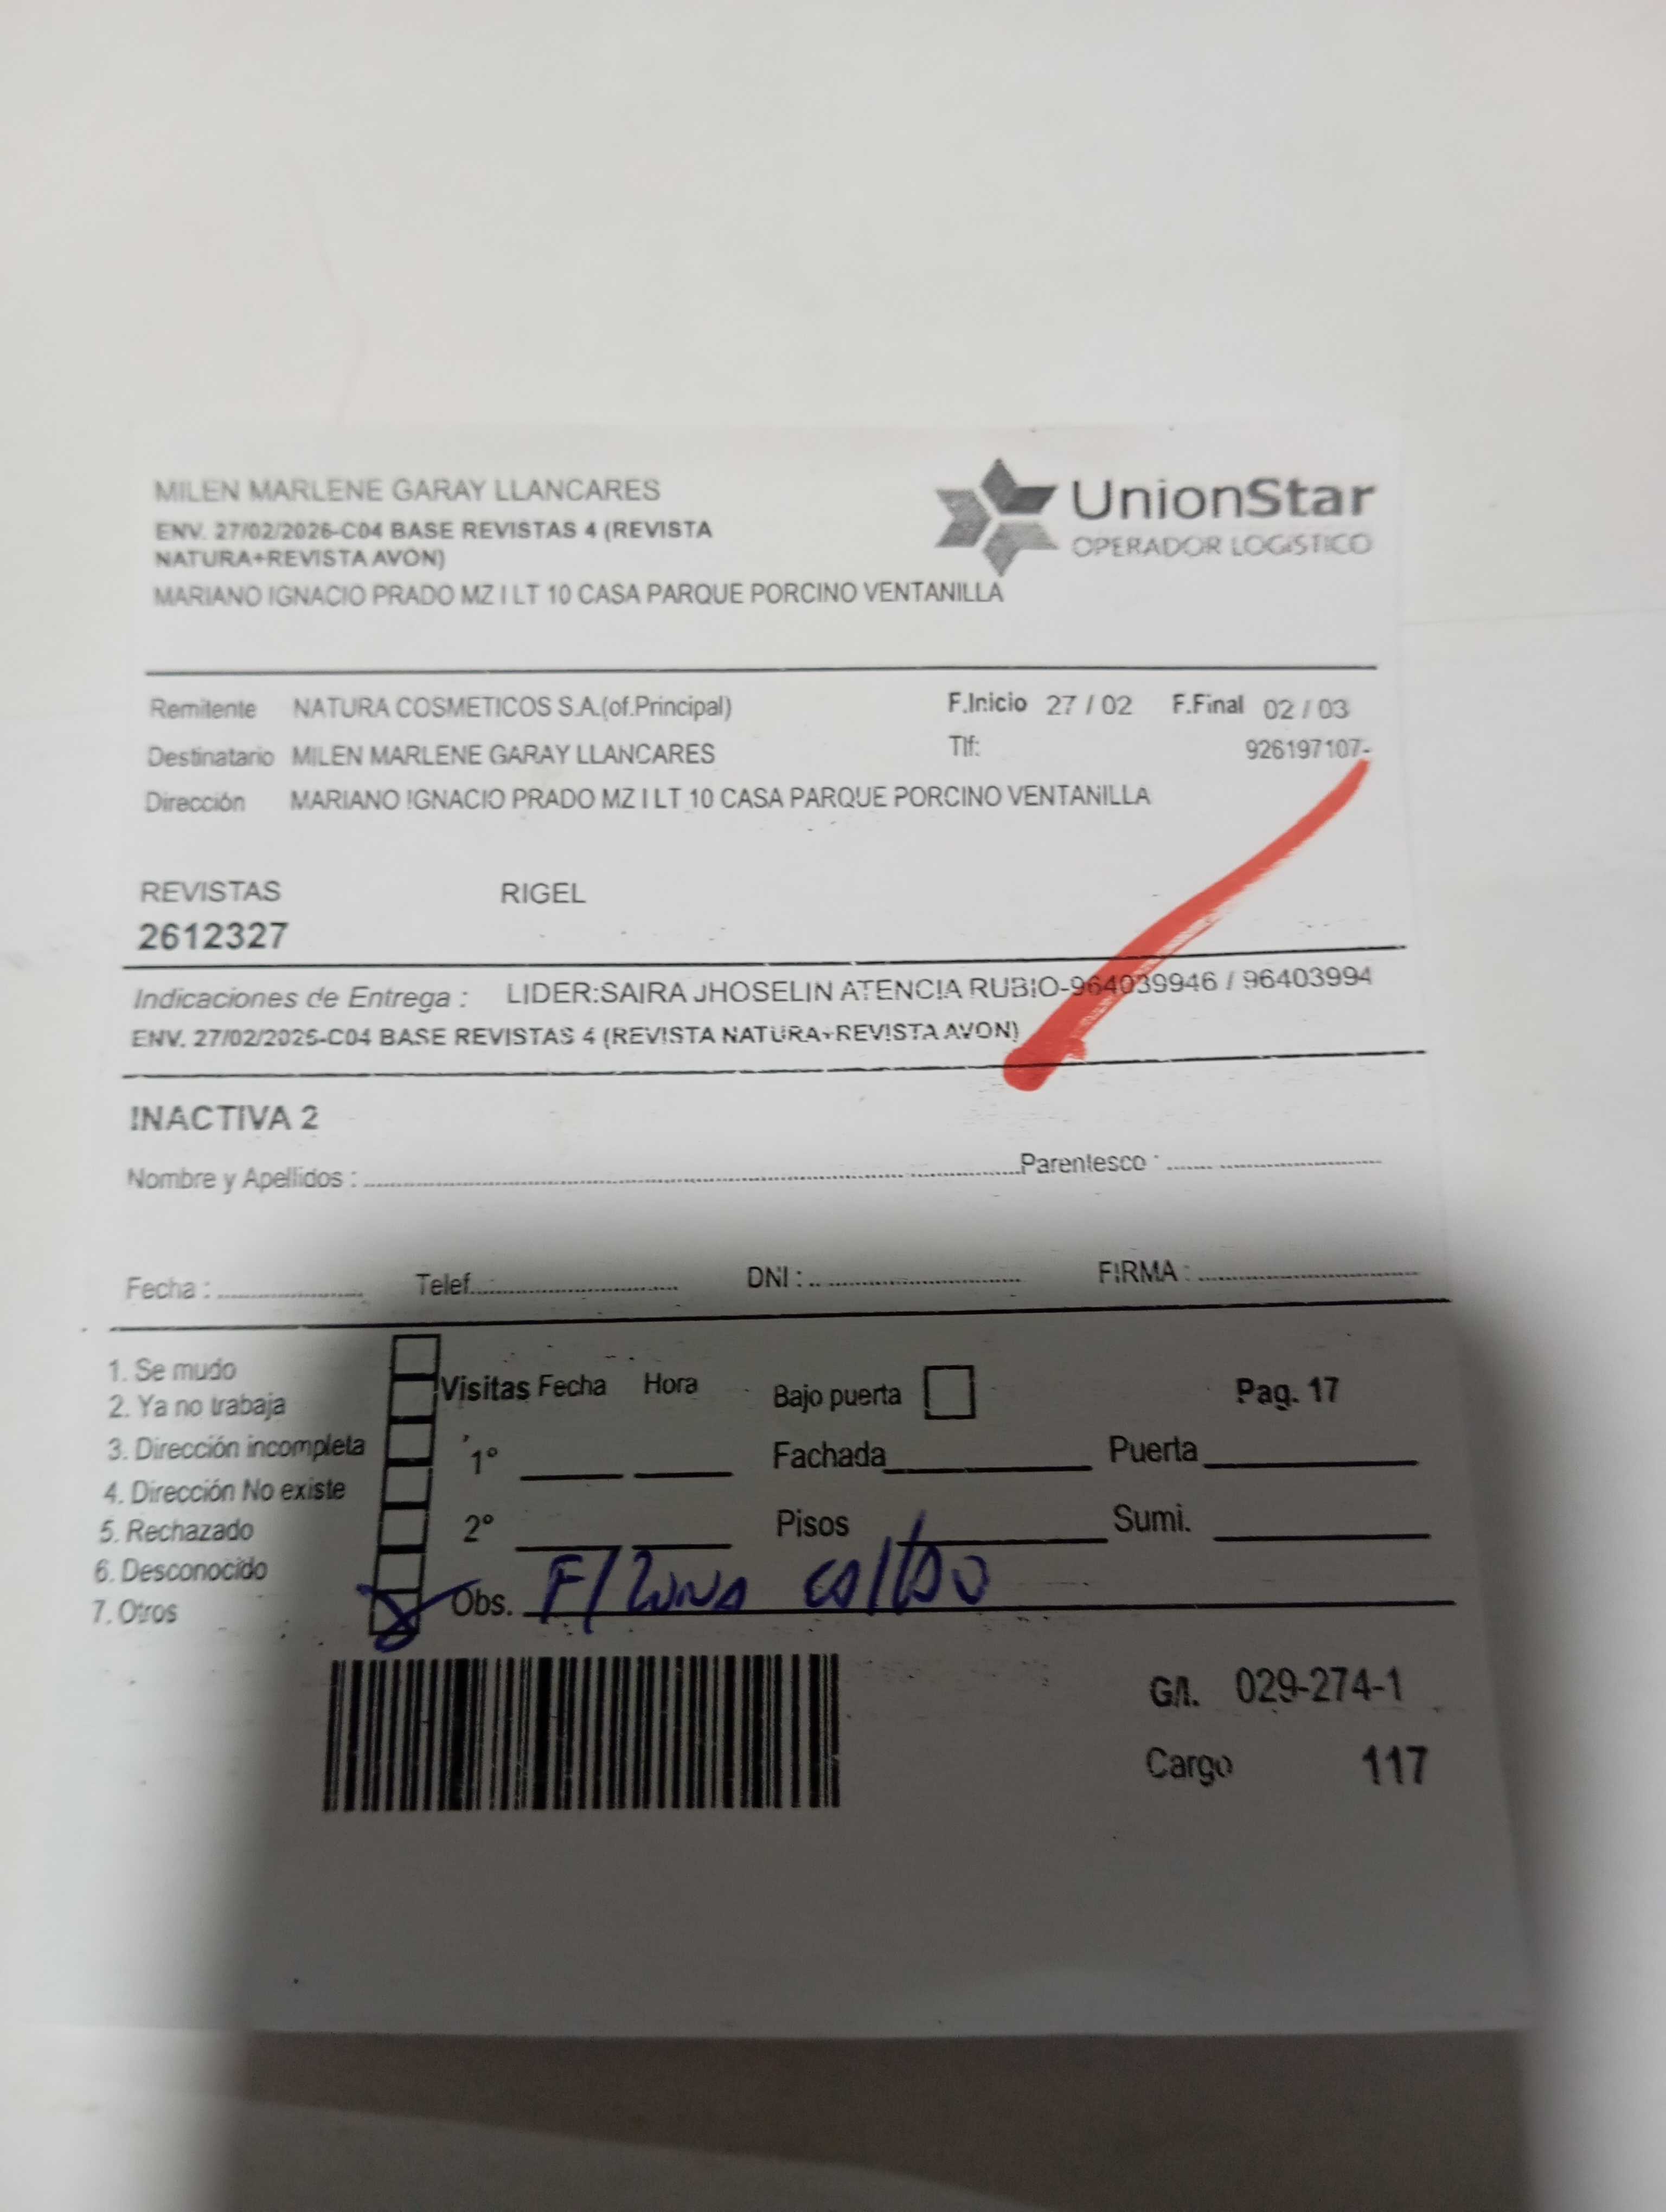 MILEN MARLENE GARAY LLANCARES
UnionStar
OPERADOR LOGíSTICO
ENV. 27/02/2026-C04 BASE REVISTAS 4 (REVISTA
NATURA+REVISTA AVON)
MARIANO IGNACIO PRADO MZ I LT 10 CASA PARQUE PORCINO VENTANILLA
Remitente NATURA COSMETICOS S.A.(of.Principal) F.Inicio 27 / 02 F.Final 02 / 03
Destinatario MILEN MARLENE GARAY LLANCARES Tlf: 926197107-
Dirección MARIANO IGNACIO PRADO MZ I LT 10 CASA PARQUE PORCINO VENTANILLA
REVISTAS RIGEL
2612327
Indicaciones de Entrega : LIDER:SAIRA JHOSELIN ATENCIA RUBIO-964039946 / 96403994
ENV. 27/02/2026-C04 BASE REVISTAS 4 (REVISTA NATURA+REVISTA AVON)
INACTIVA 2
Nombre y Apellidos : Parentesco :
Fecha : Telef. DNI : FIRMA :
1. Se mudo
2. Ya no trabaja
3. Dirección incompleta
4. Dirección No existe
5. Rechazado
6. Desconocido
7. Otros
Visitas Fecha Hora Bajo puerta Pag. 17
1° Fachada Puerta
2° Pisos Sumi.
Obs. F/ ZONA
G/I. 029-274-1
Cargo 117